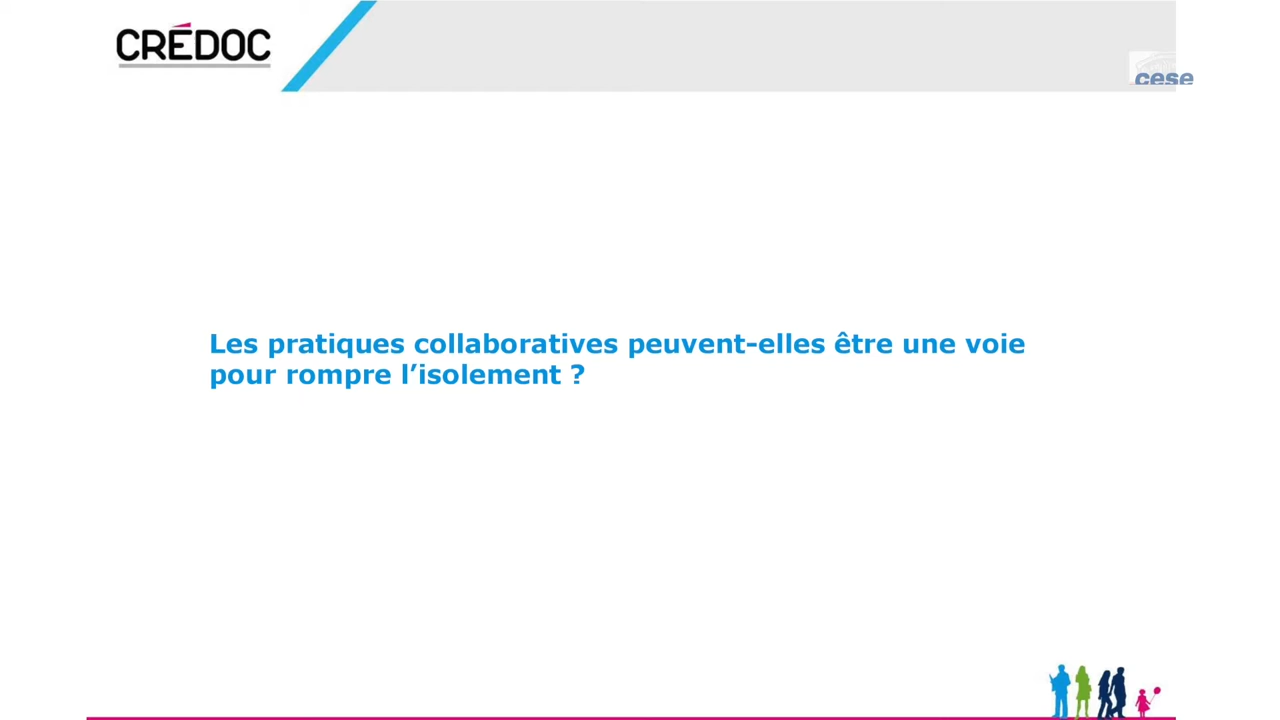 CRÉDOC
cese
Les pratiques collaboratives peuvent-elles être une voie
pour rompre l’isolement ?